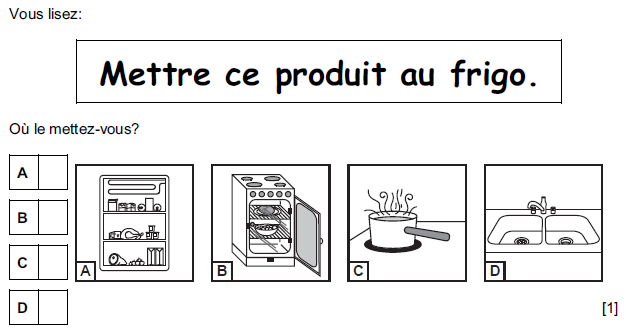 Vous lisez:
Mettre ce produit au frigo.
Où le mettez-vous?
A
B
C
D
A
B
C
D
[1]